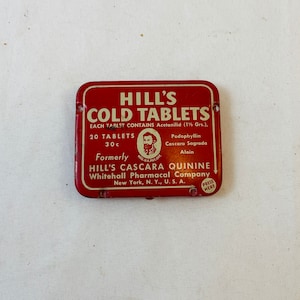 HILL'S
COLD TABLETS
EACH TABLET CONTAINS Acetanilid (1½ Grs.),
20 TABLETS
30c
Podophyllin
Cascara Sagrada
Aloin
Formerly
HILL'S CASCARA QUININE
Whitehall Pharmacal Company
New York, N. Y., U. S. A.